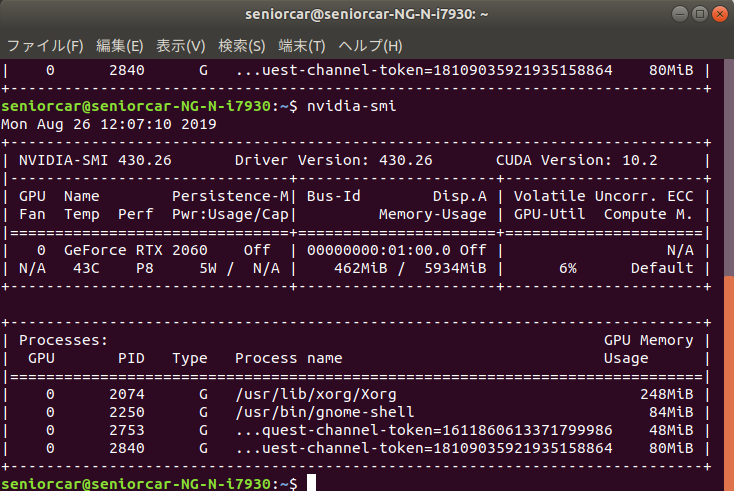 seniorcar@seniorcar-NG-N-i7930: ~
ファイル(F) 編集(E) 表示(V) 検索(S) 端末(T) ヘルプ(H)
|    0      2840      G   ...uest-channel-token=18109035921935158864    80MiB |
+-----------------------------------------------------------------------------+
seniorcar@seniorcar-NG-N-i7930:~$ nvidia-smi
Mon Aug 26 12:07:10 2019
+-----------------------------------------------------------------------------+
| NVIDIA-SMI 430.26       Driver Version: 430.26       CUDA Version: 10.2     |
|-------------------------------+----------------------+----------------------+
| GPU  Name        Persistence-M| Bus-Id        Disp.A | Volatile Uncorr. ECC |
| Fan  Temp  Perf  Pwr:Usage/Cap|         Memory-Usage | GPU-Util  Compute M. |
|===============================+======================+======================|
|   0  GeForce RTX 2060    Off  | 00000000:01:00.0 Off |                  N/A |
| N/A   43C    P8     5W /  N/A |    462MiB /  5934MiB |      6%      Default |
+-------------------------------+----------------------+----------------------+
+-----------------------------------------------------------------------------+
| Processes:                                                       GPU Memory |
|  GPU       PID   Type   Process name                             Usage      |
|=============================================================================|
|    0      2074      G   /usr/lib/xorg/Xorg                           248MiB |
|    0      2250      G   /usr/bin/gnome-shell                          84MiB |
|    0      2753      G   ...quest-channel-token=1611860613371799986    48MiB |
|    0      2840      G   ...uest-channel-token=18109035921935158864    80MiB |
+-----------------------------------------------------------------------------+
seniorcar@seniorcar-NG-N-i7930:~$